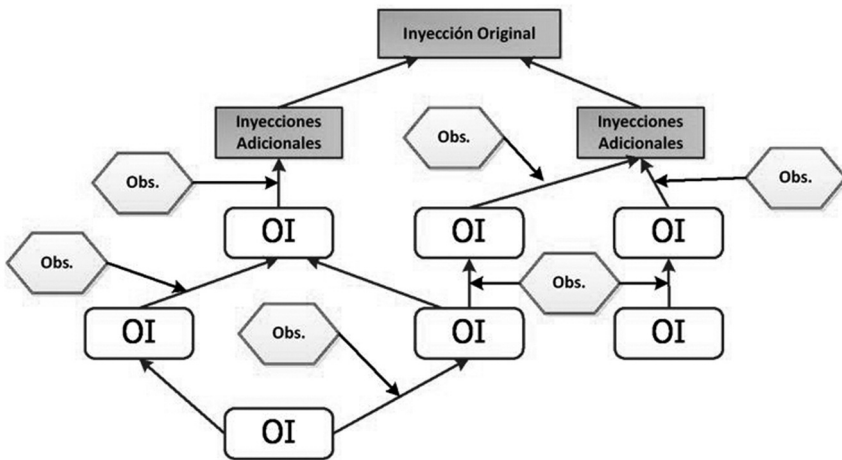 Inyección Original
Inyecciones
Adicionales
Inyecciones
Adicionales
Obs.
Obs.
Obs.
OI
OI
OI
Obs.
Obs.
OI
Obs.
OI
OI
OI